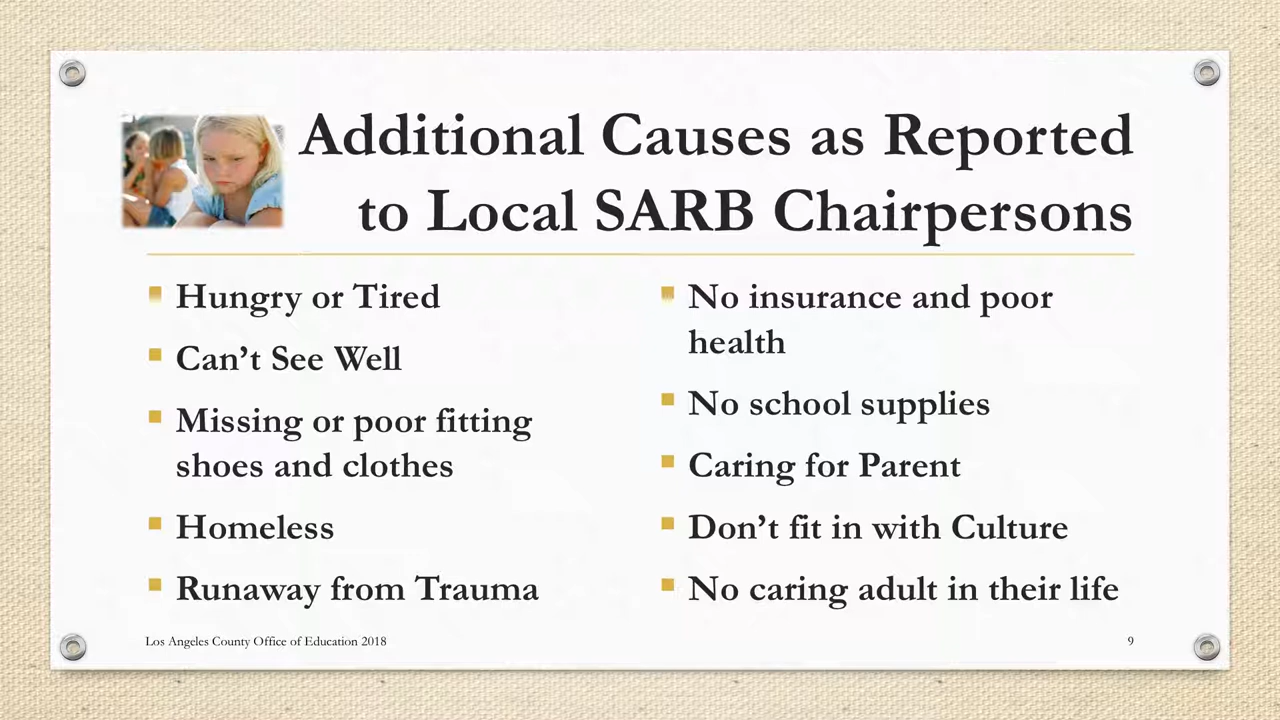 Additional Causes as Reported
to Local SARB Chairpersons
Hungry or Tired
Can’t See Well
Missing or poor fitting
shoes and clothes
Homeless
Runaway from Trauma
No insurance and poor
health
No school supplies
Caring for Parent
Don’t fit in with Culture
No caring adult in their life
Los Angeles County Office of Education 2018
9